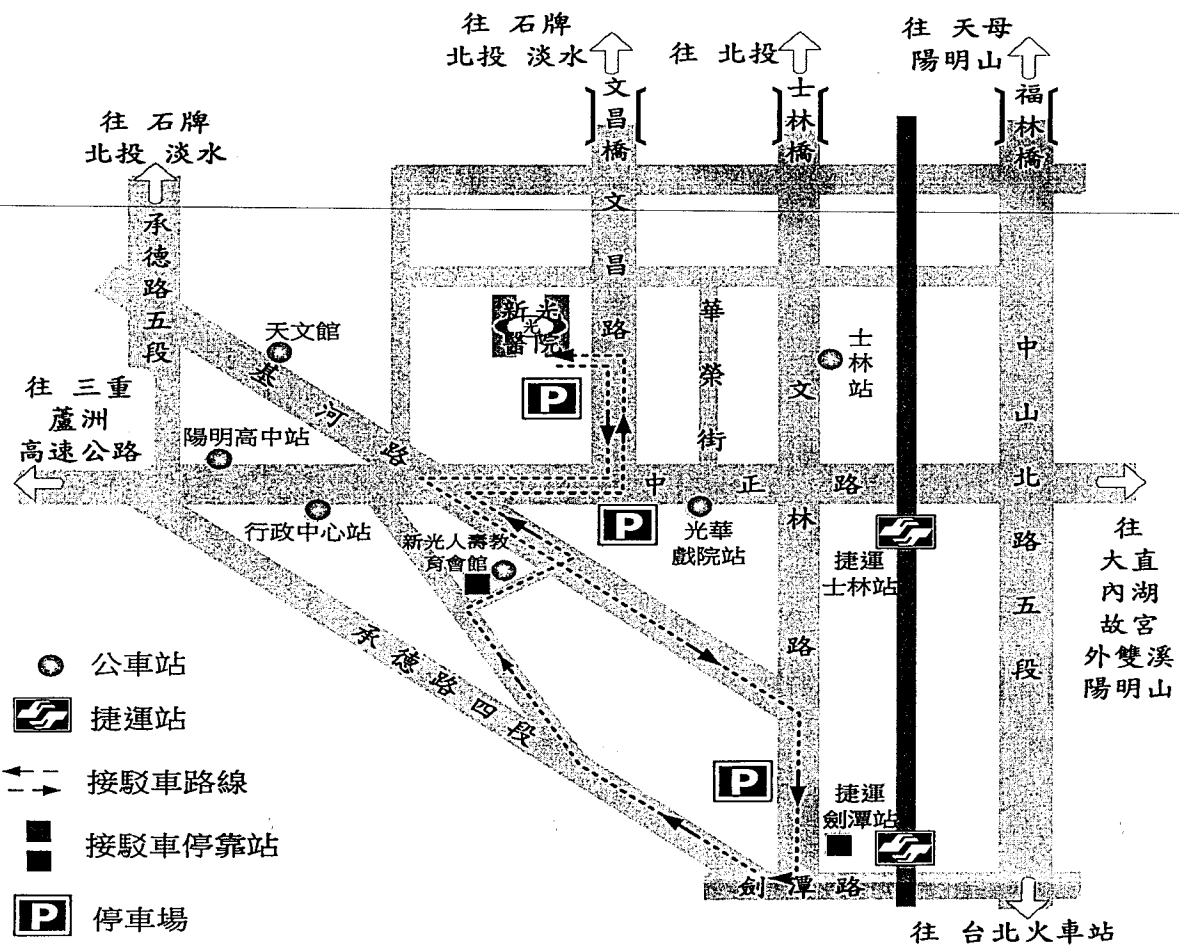 往 石牌
北投 淡水
往 北投
往 天母
陽明山
文昌橋
士林橋
福林橋
往 石牌
北投 淡水
承德路五段
文昌路
華榮街
文林路
中山北路五段
新光
光
醫院
天文館
基河路
士林站
P
往 三重
蘆洲
高速公路
陽明高中站
中正路
行政中心站
新光人壽教
育會館
P
光華
戲院站
捷運
士林站
往
大直
內湖
故宮
外雙溪
陽明山
承德路四段
公車站
捷運站
接駁車路線
接駁車停靠站
P 停車場
P
捷運
劍潭站
劍潭路
往 台北火車站